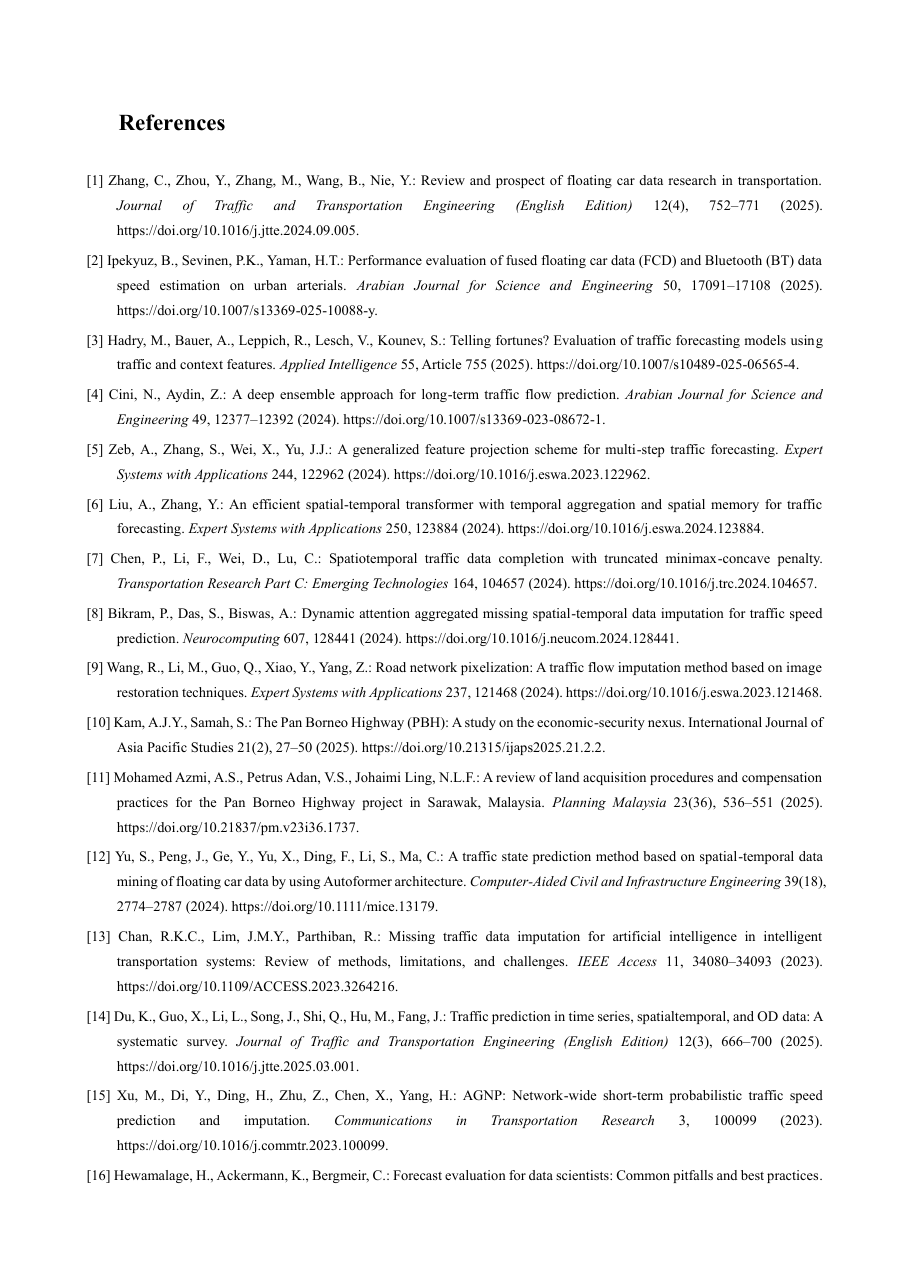 References
[1] Zhang, C., Zhou, Y., Zhang, M., Wang, B., Nie, Y.: Review and prospect of floating car data research in transportation.
Journal of Traffic and Transportation Engineering (English Edition) 12(4), 752–771 (2025).
https://doi.org/10.1016/j.jtte.2024.09.005.
[2] Ipekyuz, B., Sevinen, P.K., Yaman, H.T.: Performance evaluation of fused floating car data (FCD) and Bluetooth (BT) data
speed estimation on urban arterials. Arabian Journal for Science and Engineering 50, 17091–17108 (2025).
https://doi.org/10.1007/s13369-025-10088-y.
[3] Hadry, M., Bauer, A., Leppich, R., Lesch, V., Kounev, S.: Telling fortunes? Evaluation of traffic forecasting models using
traffic and context features. Applied Intelligence 55, Article 755 (2025). https://doi.org/10.1007/s10489-025-06565-4.
[4] Cini, N., Aydin, Z.: A deep ensemble approach for long-term traffic flow prediction. Arabian Journal for Science and
Engineering 49, 12377–12392 (2024). https://doi.org/10.1007/s13369-023-08672-1.
[5] Zeb, A., Zhang, S., Wei, X., Yu, J.J.: A generalized feature projection scheme for multi-step traffic forecasting. Expert
Systems with Applications 244, 122962 (2024). https://doi.org/10.1016/j.eswa.2023.122962.
[6] Liu, A., Zhang, Y.: An efficient spatial-temporal transformer with temporal aggregation and spatial memory for traffic
forecasting. Expert Systems with Applications 250, 123884 (2024). https://doi.org/10.1016/j.eswa.2024.123884.
[7] Chen, P., Li, F., Wei, D., Lu, C.: Spatiotemporal traffic data completion with truncated minimax-concave penalty.
Transportation Research Part C: Emerging Technologies 164, 104657 (2024). https://doi.org/10.1016/j.trc.2024.104657.
[8] Bikram, P., Das, S., Biswas, A.: Dynamic attention aggregated missing spatial-temporal data imputation for traffic speed
prediction. Neurocomputing 607, 128441 (2024). https://doi.org/10.1016/j.neucom.2024.128441.
[9] Wang, R., Li, M., Guo, Q., Xiao, Y., Yang, Z.: Road network pixelization: A traffic flow imputation method based on image
restoration techniques. Expert Systems with Applications 237, 121468 (2024). https://doi.org/10.1016/j.eswa.2023.121468.
[10] Kam, A.J.Y., Samah, S.: The Pan Borneo Highway (PBH): A study on the economic-security nexus. International Journal of
Asia Pacific Studies 21(2), 27–50 (2025). https://doi.org/10.21315/ijaps2025.21.2.2.
[11] Mohamed Azmi, A.S., Petrus Adan, V.S., Johaimi Ling, N.L.F.: A review of land acquisition procedures and compensation
practices for the Pan Borneo Highway project in Sarawak, Malaysia. Planning Malaysia 23(36), 536–551 (2025).
https://doi.org/10.21837/pm.v23i36.1737.
[12] Yu, S., Peng, J., Ge, Y., Yu, X., Ding, F., Li, S., Ma, C.: A traffic state prediction method based on spatial-temporal data
mining of floating car data by using Autoformer architecture. Computer-Aided Civil and Infrastructure Engineering 39(18),
2774–2787 (2024). https://doi.org/10.1111/mice.13179.
[13] Chan, R.K.C., Lim, J.M.Y., Parthiban, R.: Missing traffic data imputation for artificial intelligence in intelligent
transportation systems: Review of methods, limitations, and challenges. IEEE Access 11, 34080–34093 (2023).
https://doi.org/10.1109/ACCESS.2023.3264216.
[14] Du, K., Guo, X., Li, L., Song, J., Shi, Q., Hu, M., Fang, J.: Traffic prediction in time series, spatialtemporal, and OD data: A
systematic survey. Journal of Traffic and Transportation Engineering (English Edition) 12(3), 666–700 (2025).
https://doi.org/10.1016/j.jtte.2025.03.001.
[15] Xu, M., Di, Y., Ding, H., Zhu, Z., Chen, X., Yang, H.: AGNP: Network-wide short-term probabilistic traffic speed
prediction and imputation. Communications in Transportation Research 3, 100099 (2023).
https://doi.org/10.1016/j.commtr.2023.100099.
[16] Hewamalage, H., Ackermann, K., Bergmeir, C.: Forecast evaluation for data scientists: Common pitfalls and best practices.